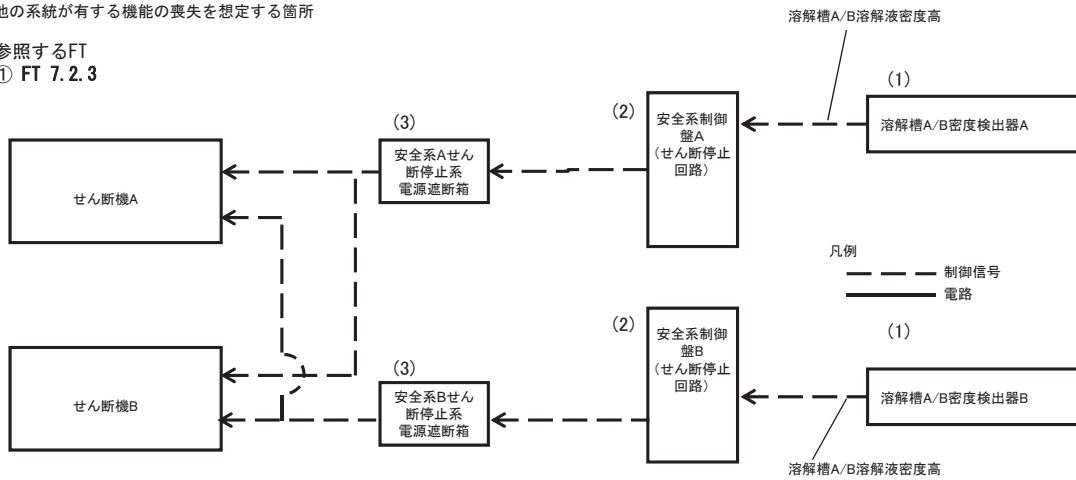 他の系統が有する機能の喪失を想定する箇所
参照するFT
① FT 7.2.3
溶解槽A/B溶解液密度高
(1)
溶解槽A/B密度検出器A
(2)
安全系制御
盤A
(せん断停止
回路)
(3)
安全系Aせん
断停止系
電源遮断箱
せん断機A
凡例
制御信号
電路
(1)
溶解槽A/B密度検出器B
(2)
安全系制御
盤B
(せん断停止
回路)
(3)
安全系Bせん
断停止系
電源遮断箱
せん断機B
溶解槽A/B溶解液密度高